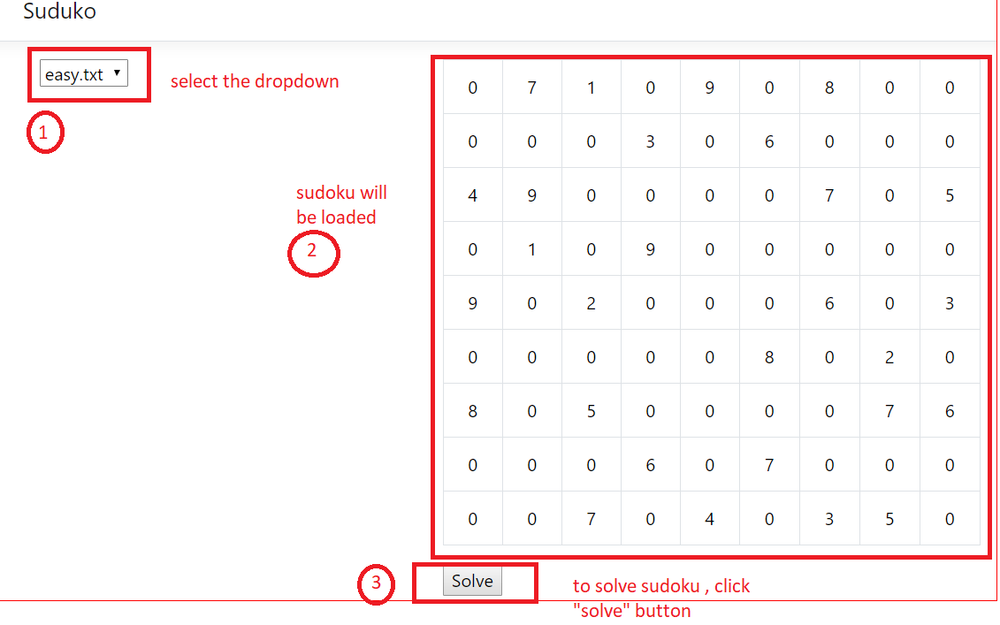 Suduko
easy.txt
select the dropdown
1
sudoku will
be loaded
2
0 7 1 0 9 0 8 0 0
0 0 0 3 0 6 0 0 0
4 9 0 0 0 0 7 0 5
0 1 0 9 0 0 0 0 0
9 0 2 0 0 0 6 0 3
0 0 0 0 0 8 0 2 0
8 0 5 0 0 0 0 7 6
0 0 0 6 0 7 0 0 0
0 0 7 0 4 0 3 5 0
3
Solve
to solve sudoku , click
"solve" button